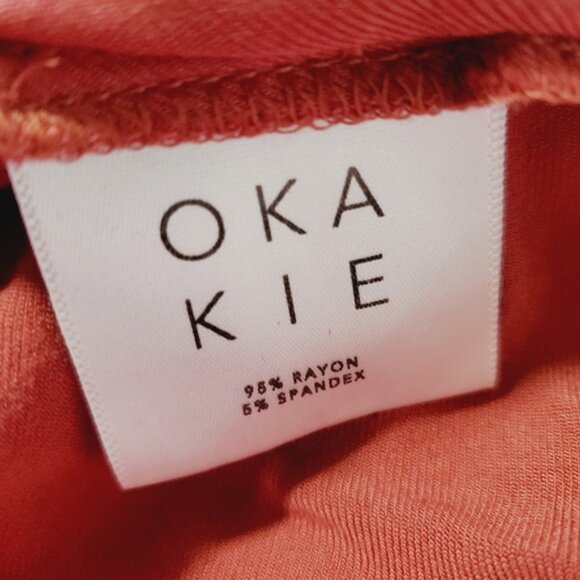 OKA
KIE
95% RAYON
5% SPANDEX